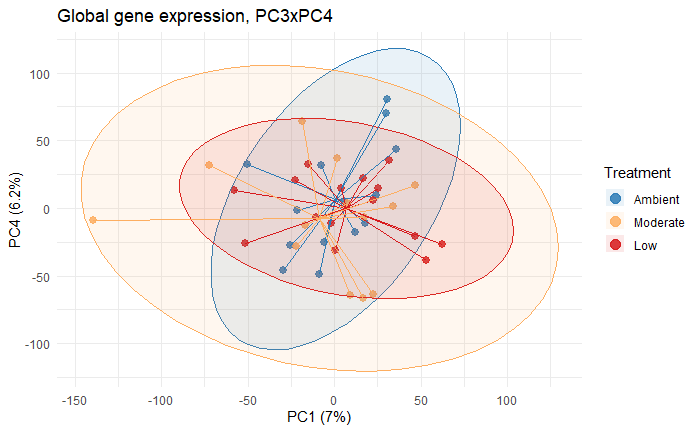 Global gene expression, PC3xPC4
100
50
0
-50
-100
PC4 (6.2%)
-150
-100
-50
0
50
100
PC1 (7%)
Treatment
Ambient
Moderate
Low